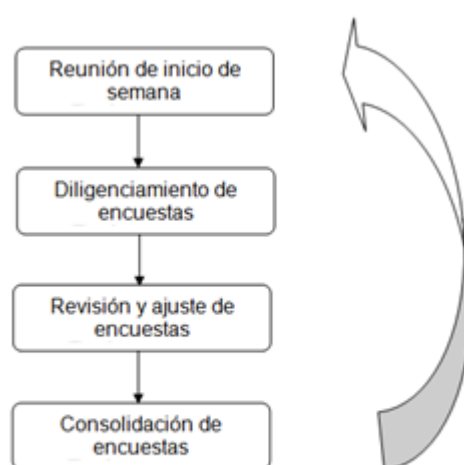 Reunión de inicio de
semana
Diligenciamiento de
encuestas
Revisión y ajuste de
encuestas
Consolidación de
encuestas